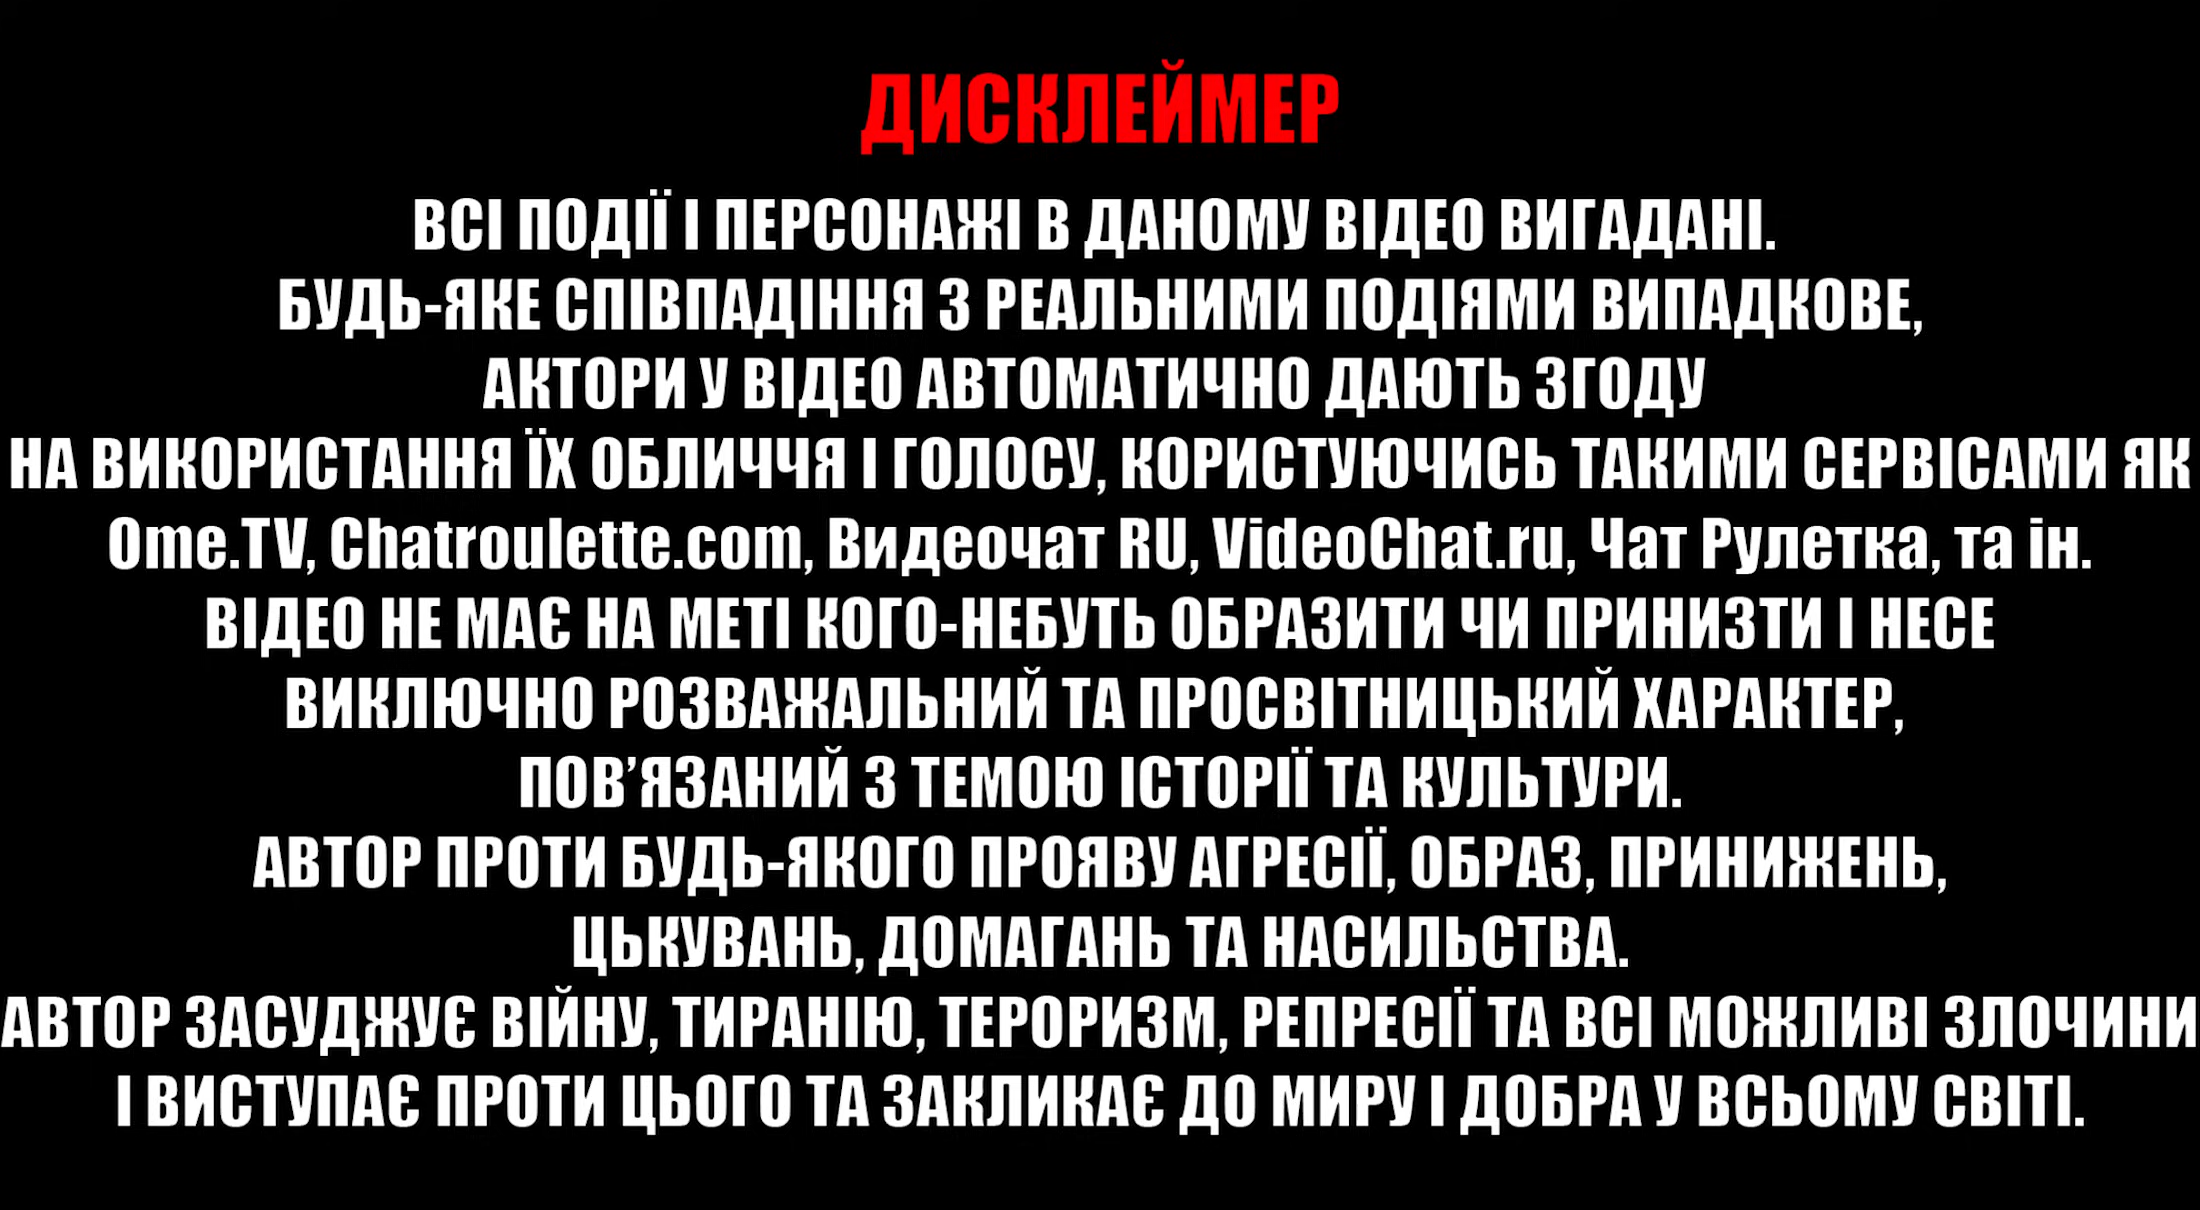 ДИСКЛЕЙМЕР
ВСІ ПОДІЇ І ПЕРСОНАЖІ В ДАНОМУ ВІДЕО ВИГАДАНІ.
БУДЬ-ЯКЕ СПІВПАДІННЯ З РЕАЛЬНИМИ ПОДІЯМИ ВИПАДКОВЕ,
АКТОРИ У ВІДЕО АВТОМАТИЧНО ДАЮТЬ ЗГОДУ
НА ВИКОРИСТАННЯ ЇХ ОБЛИЧЧЯ І ГОЛОСУ, КОРИСТУЮЧИСЬ ТАКИМИ СЕРВІСАМИ ЯК
Ome.TV, Chatroulette.com, Видеочат RU, VideoChat.ru, Чат Рулетка, та ін.
ВІДЕО НЕ МАЄ НА МЕТІ КОГО-НЕБУТЬ ОБРАЗИТИ ЧИ ПРИНИЗТИ І НЕСЕ
ВИКЛЮЧНО РОЗВАЖАЛЬНИЙ ТА ПРОСВІТНИЦЬКИЙ ХАРАКТЕР,
ПОВ’ЯЗАНИЙ З ТЕМОЮ ІСТОРІЇ ТА КУЛЬТУРИ.
АВТОР ПРОТИ БУДЬ-ЯКОГО ПРОЯВУ АГРЕСІЇ, ОБРАЗ, ПРИНИЖЕНЬ,
ЦЬКУВАНЬ, ДОМАГАНЬ ТА НАСИЛЬСТВА.
АВТОР ЗАСУДЖУЄ ВІЙНУ, ТИРАНІЮ, ТЕРОРИЗМ, РЕПРЕСІЇ ТА ВСІ МОЖЛИВІ ЗЛОЧИНИ
І ВИСТУПАЄ ПРОТИ ЦЬОГО ТА ЗАКЛИКАЄ ДО МИРУ І ДОБРА У ВСЬОМУ СВІТІ.